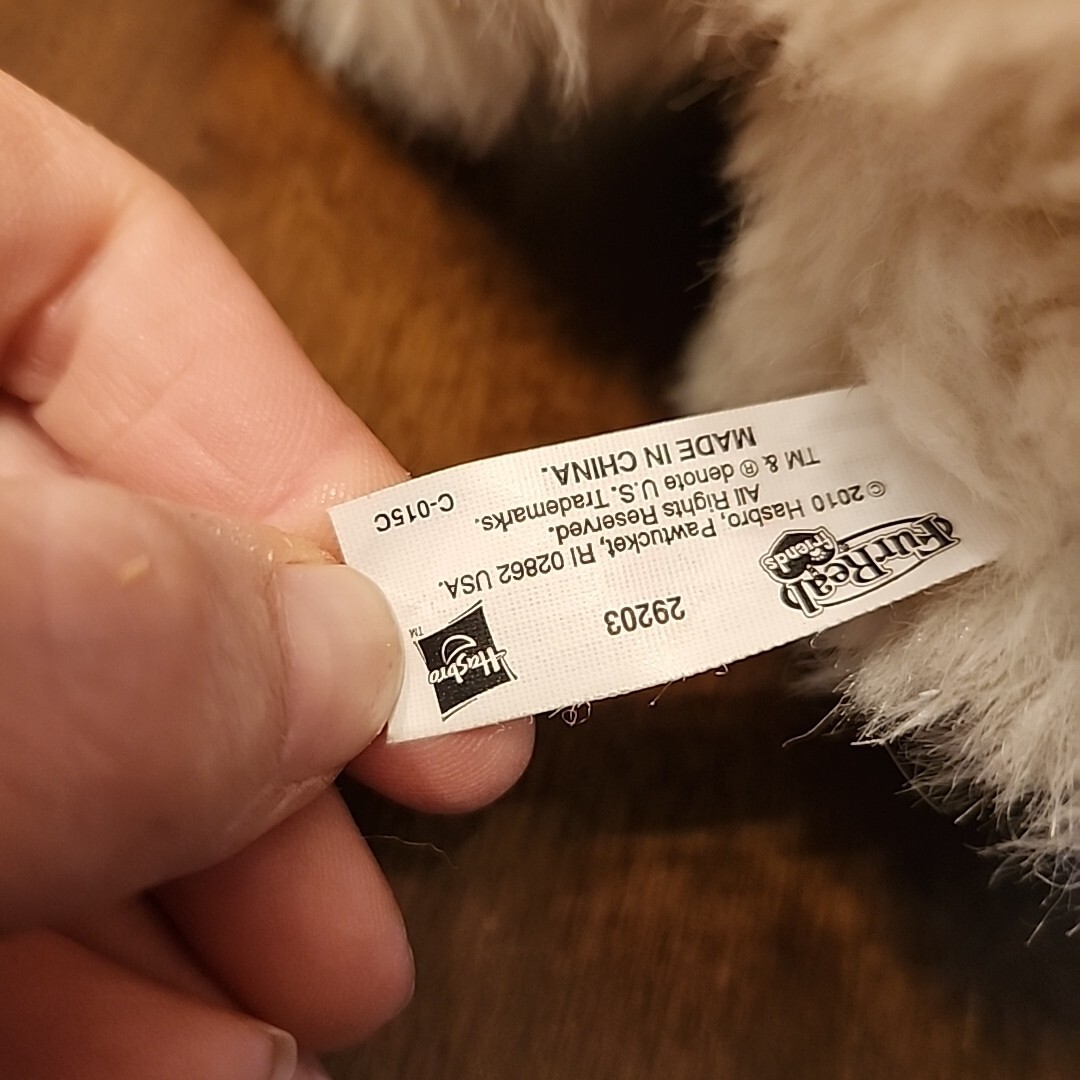 FurReal
friends
29203
Hasbro
TM
© 2010 Hasbro, Pawtucket, RI 02862 USA.
All Rights Reserved.
TM & ® denote U.S. Trademarks.
MADE IN CHINA.
C-015C